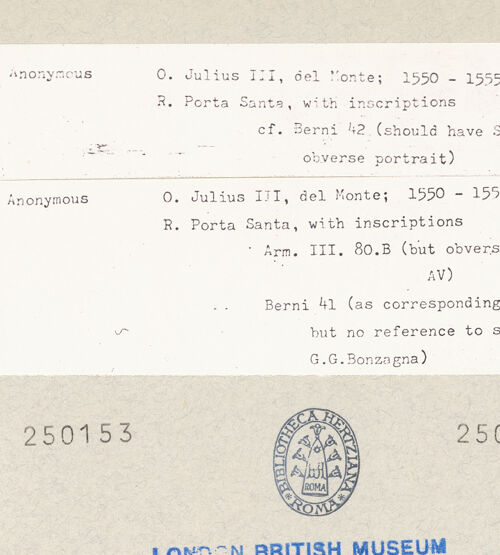 Anonymous O. Julius III, del Monte; 1550 - 1555
R. Porta Santa, with inscriptions
cf. Berni 42 (should have S
obverse portrait)
Anonymous O. Julius III, del Monte; 1550 - 155
R. Porta Santa, with inscriptions
Arm. III. 80.B (but obvers
AV)
Berni 41 (as corresponding
but no reference to s
G.G.Bonzagna)
250153 250
BIBLIOTHECA HERTZIANA
ROMA
ROMA
LONDON BRITISH MUSEUM